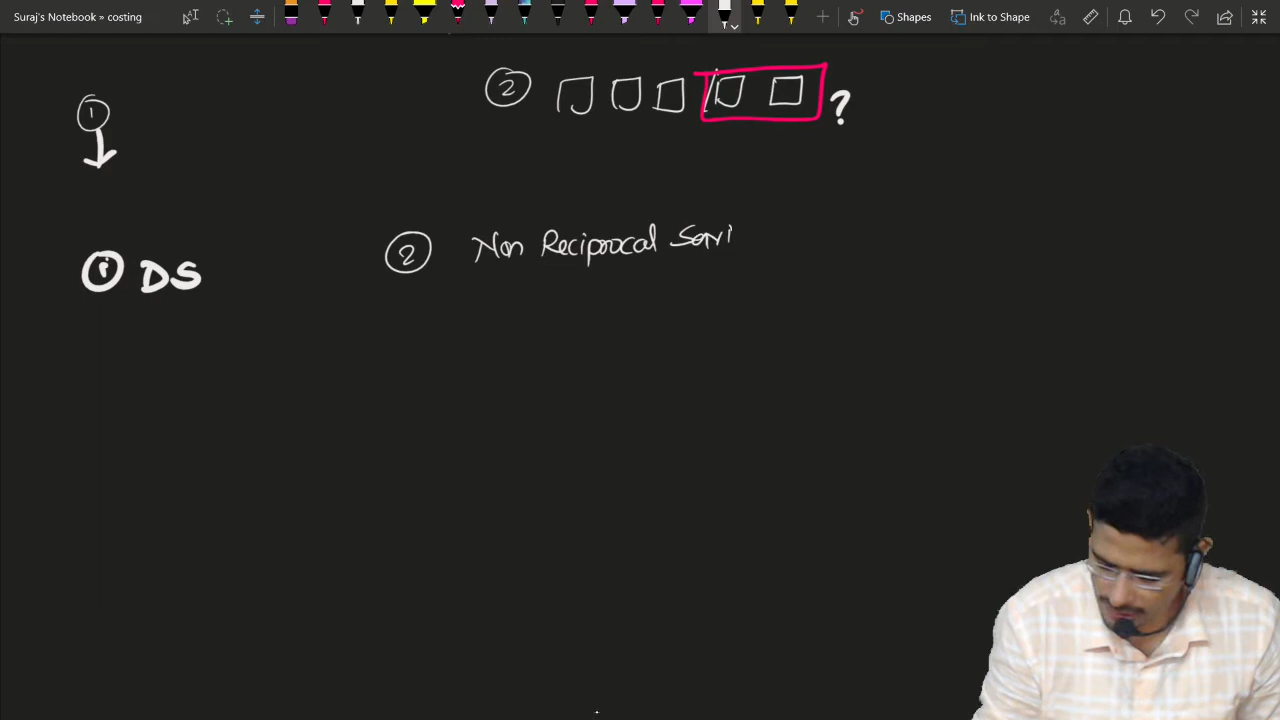 Suraj's Notebook » costing
Shapes
Ink to Shape
2 ?
1
1 DS
2 Non Reciprocal Servi